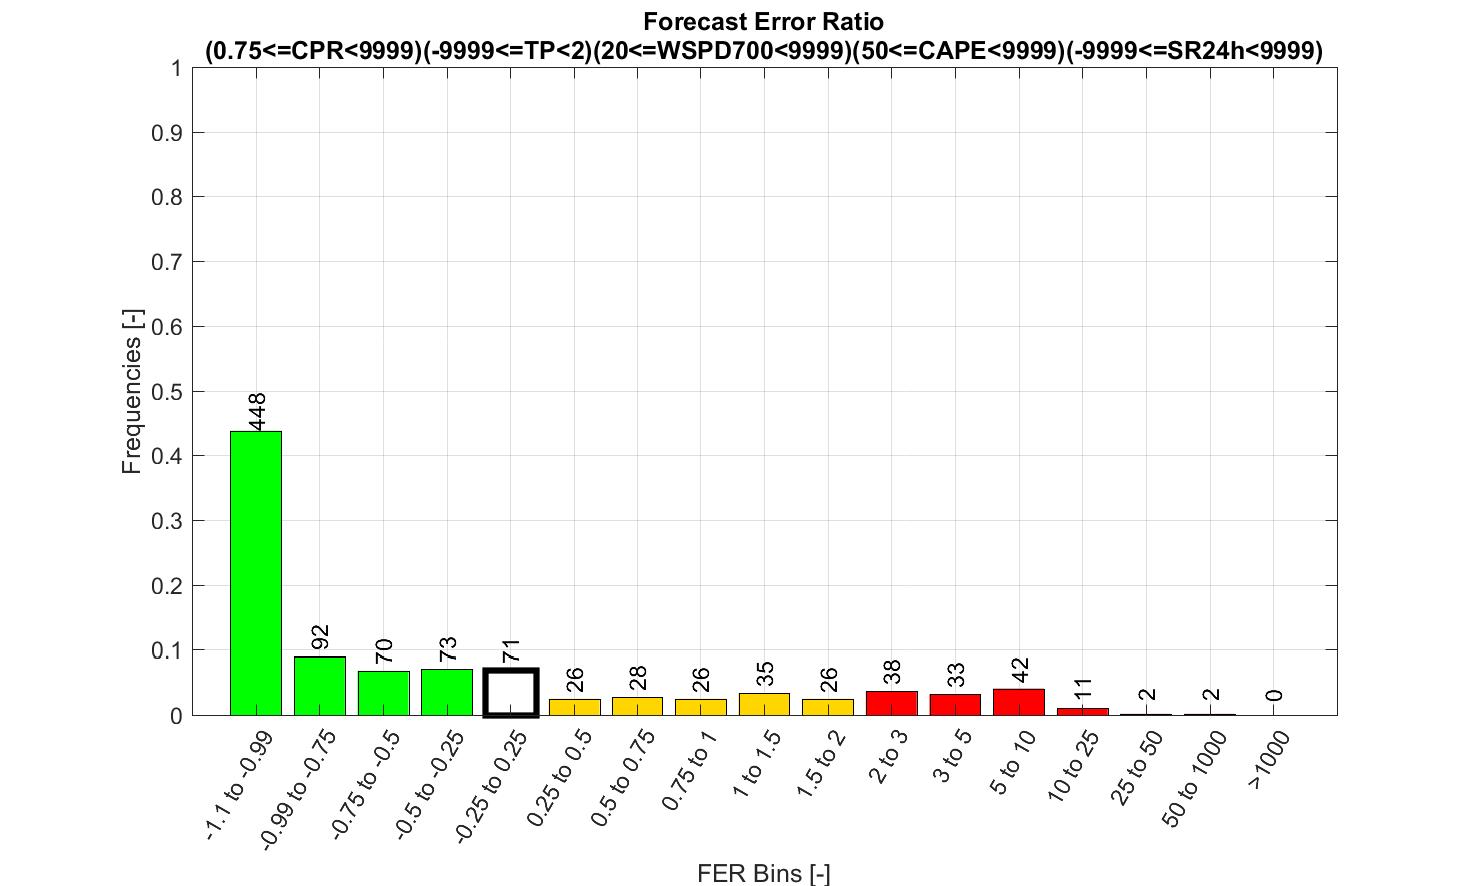 Forecast Error Ratio
(0.75<=CPR<9999)(-9999<=TP<2)(20<=WSPD700<9999)(50<=CAPE<9999)(-9999<=SR24h<9999)
1
0.9
0.8
0.7
0.6
0.5
0.4
0.3
0.2
0.1
0
Frequencies [-]
448
92
70
73
71
26
28
26
35
26
38
33
42
11
2
2
0
-1.1 to -0.99
-0.99 to -0.75
-0.75 to -0.5
-0.5 to -0.25
-0.25 to 0.25
0.25 to 0.5
0.5 to 0.75
0.75 to 1
1 to 1.5
1.5 to 2
2 to 3
3 to 5
5 to 10
10 to 25
25 to 50
50 to 1000
>1000
FER Bins [-]